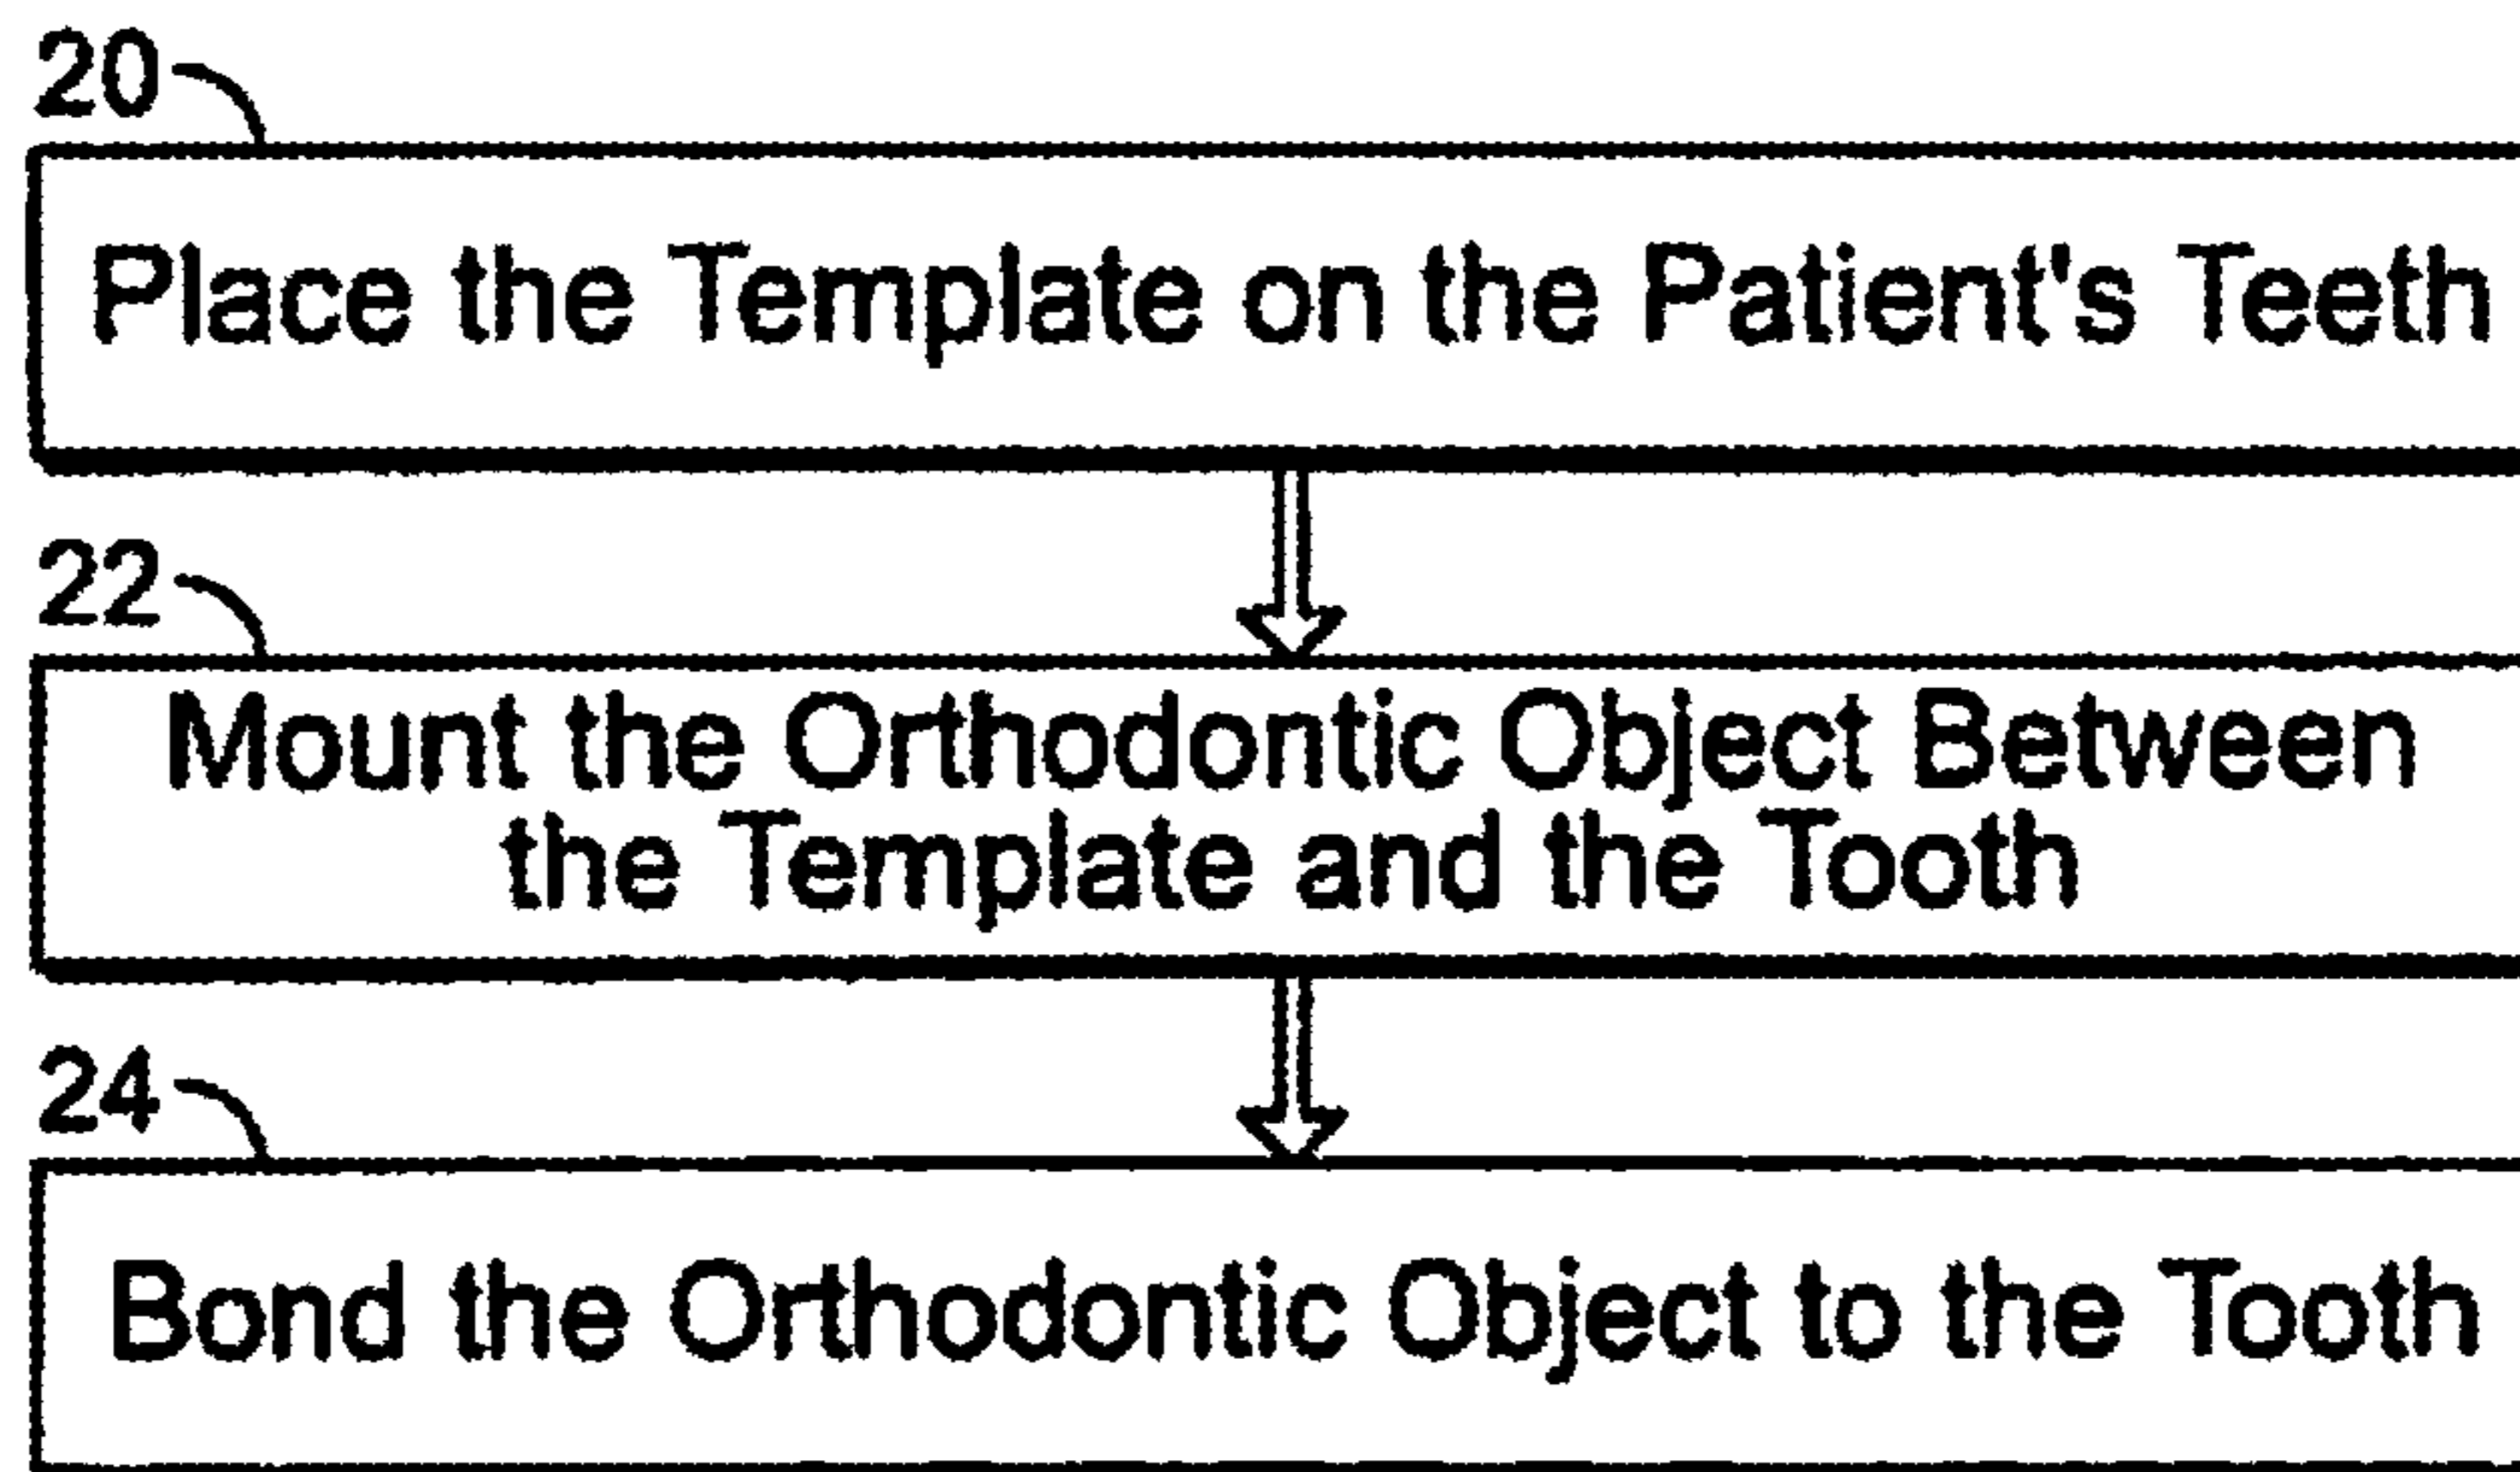 20
Place the Template on the Patient's Teeth
22
Mount the Orthodontic Object Between
the Template and the Tooth
24
Bond the Orthodontic Object to the Tooth